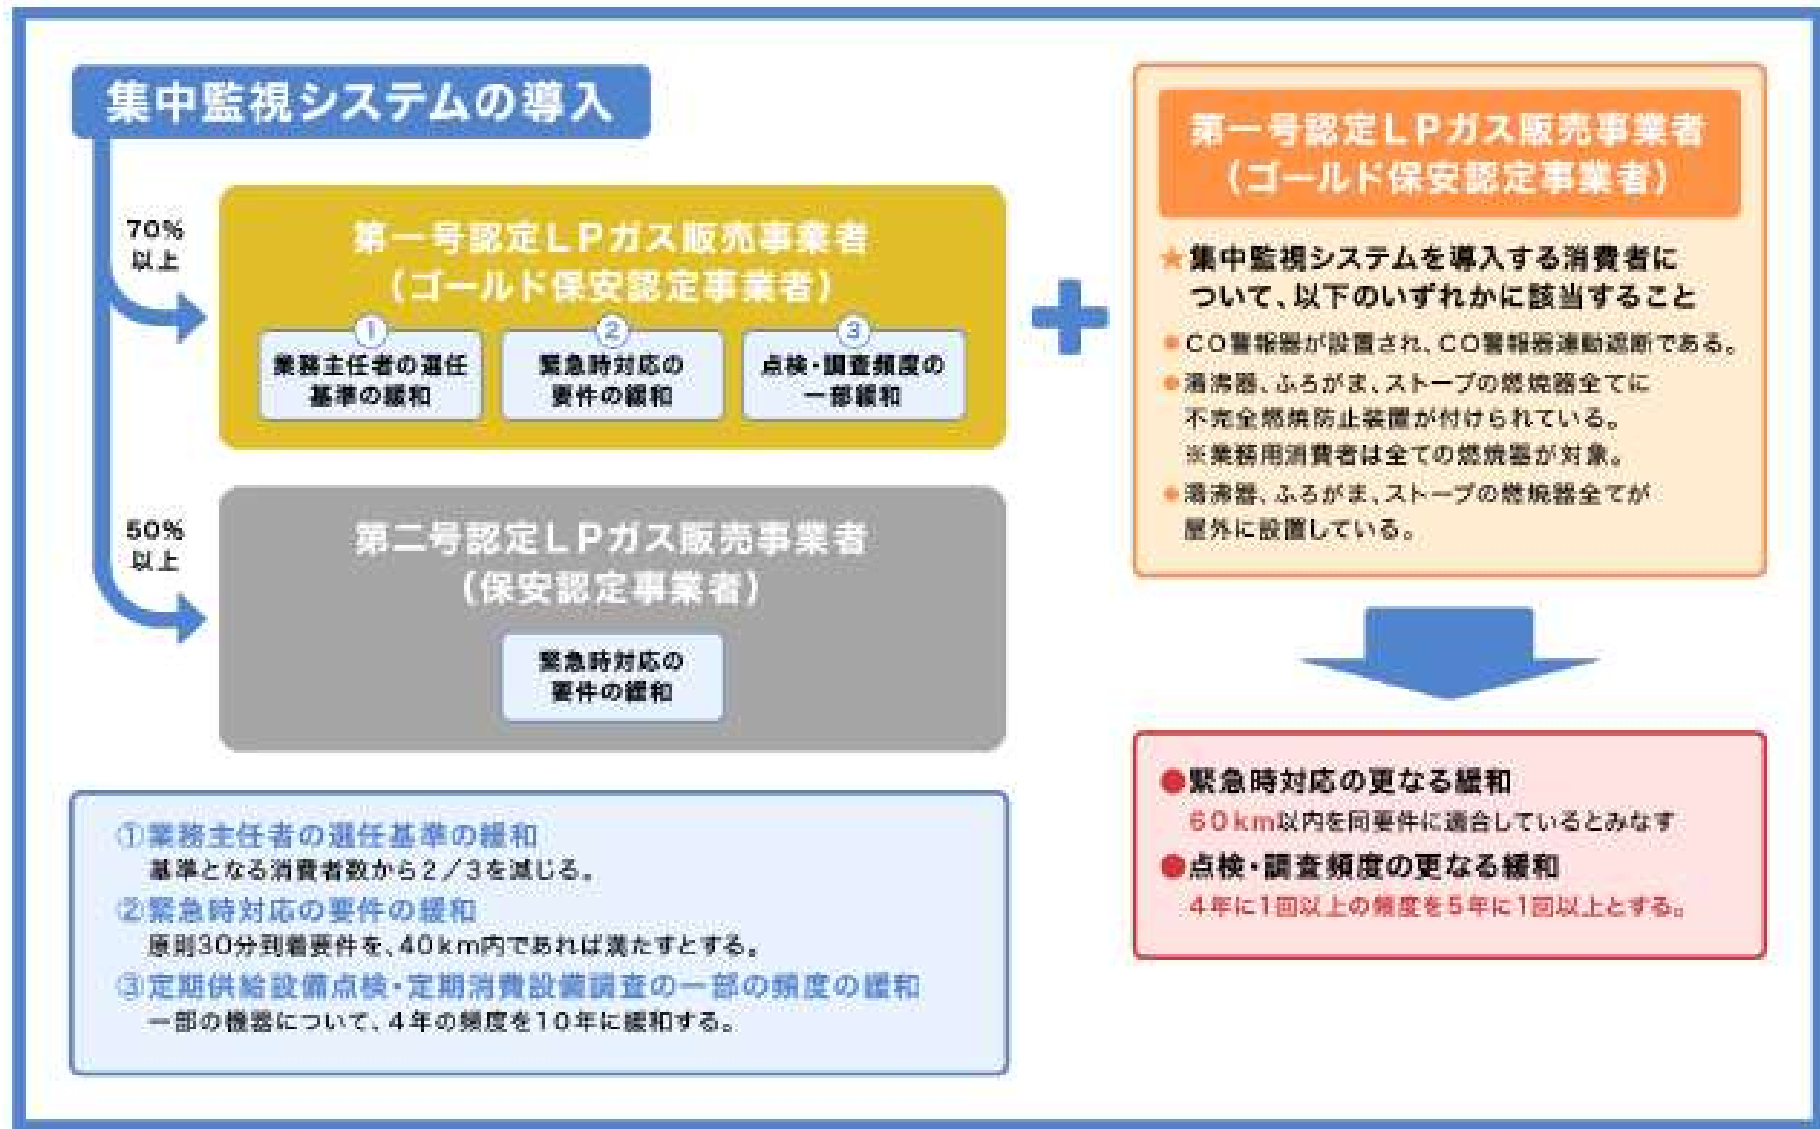 集中監視システムの導入
70%
以上
第一号認定LPガス販売事業者
(ゴールド保安認定事業者)
①
業務主任者の選任
基準の緩和
②
緊急時対応の
要件の緩和
③
点検・調査頻度の
一部緩和
50%
以上
第二号認定LPガス販売事業者
(保安認定事業者)
緊急時対応の
要件の緩和
①業務主任者の選任基準の緩和
基準となる消費者数から2/3を減じる。
②緊急時対応の要件の緩和
原則30分到着要件を、40km内であれば満たすとする。
③定期供給設備点検・定期消費設備調査の一部の頻度の緩和
一部の機器について、4年の頻度を10年に緩和する。
第一号認定LPガス販売事業者
(ゴールド保安認定事業者)
★集中監視システムを導入する消費者に
ついて、以下のいずれかに該当すること
●CO警報器が設置され、CO警報器連動遮断である。
●湯沸器、ふろがま、ストーブの燃焼器全てに
不完全燃焼防止装置が付けられている。
※業務用消費者は全ての燃焼器が対象。
●湯沸器、ふろがま、ストーブの燃焼器全てが
屋外に設置している。
●緊急時対応の更なる緩和
60km以内を同要件に適合しているとみなす
●点検・調査頻度の更なる緩和
4年に1回以上の頻度を5年に1回以上とする。